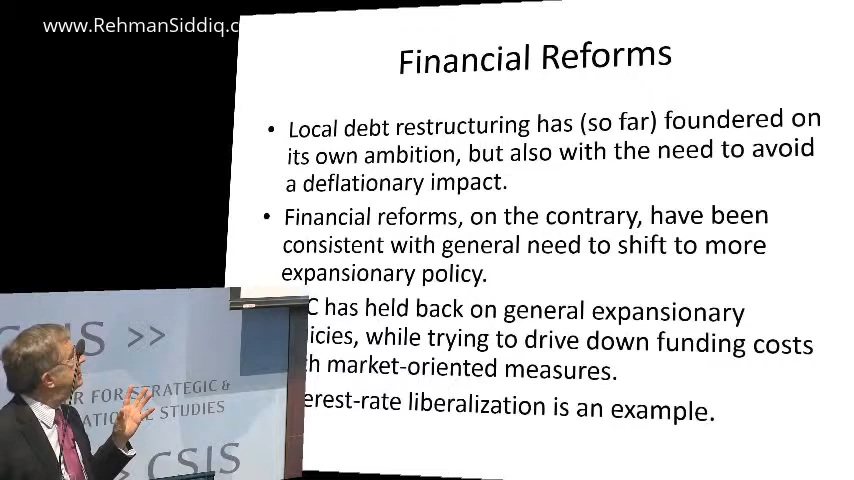 www.RehmanSiddiq.c
Financial Reforms
• Local debt restructuring has (so far) foundered on
its own ambition, but also with the need to avoid
a deflationary impact.
• Financial reforms, on the contrary, have been
consistent with general need to shift to more
expansionary policy.
C has held back on general expansionary
icies, while trying to drive down funding costs
h market-oriented measures.
erest-rate liberalization is an example.
CSIS >>
R FOR STRATEGIC &
ATIONAL STUDIES
> CSIS